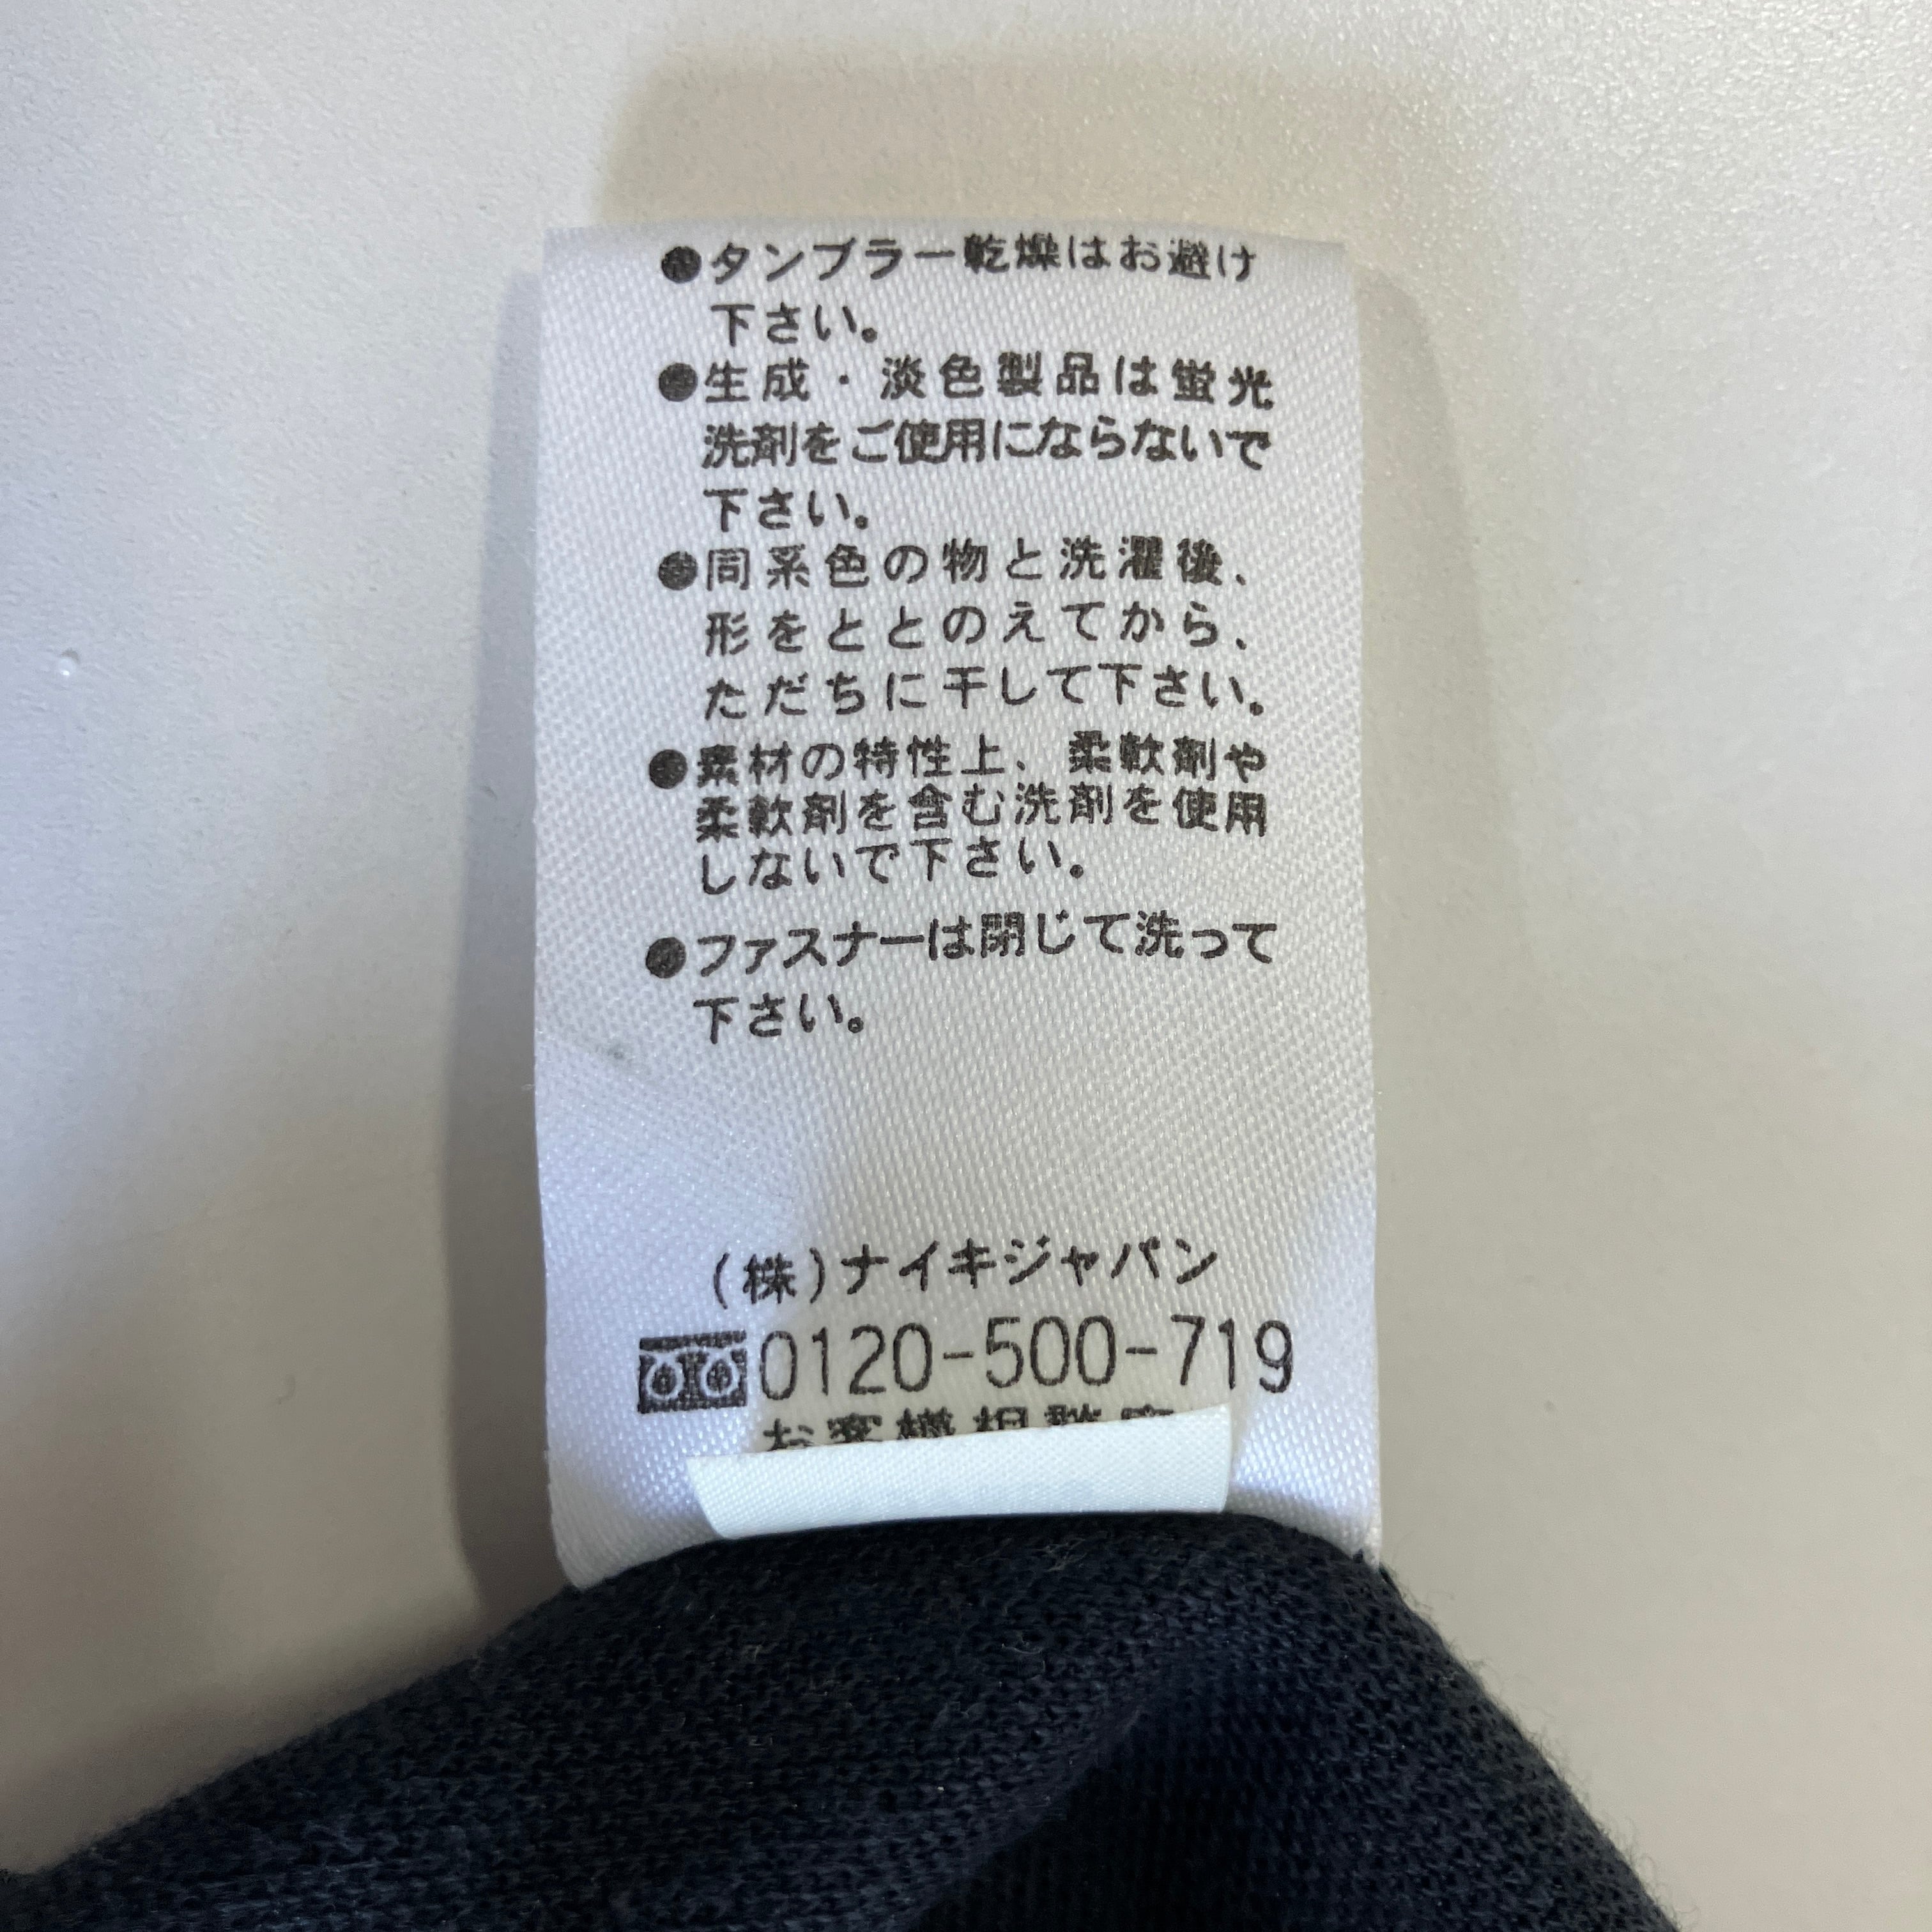 ●タンブラー乾燥はお避け
下さい。
●生成・淡色製品は蛍光
洗剤をご使用にならないで
下さい。
●同系色の物と洗濯後、
形をととのえてから、
ただちに干して下さい。
●素材の特性上、柔軟剤や
柔軟剤を含む洗剤を使用
しないで下さい。
●ファスナーは閉じて洗って
下さい。
(株)ナイキジャパン
0120-500-719
お客様相談室